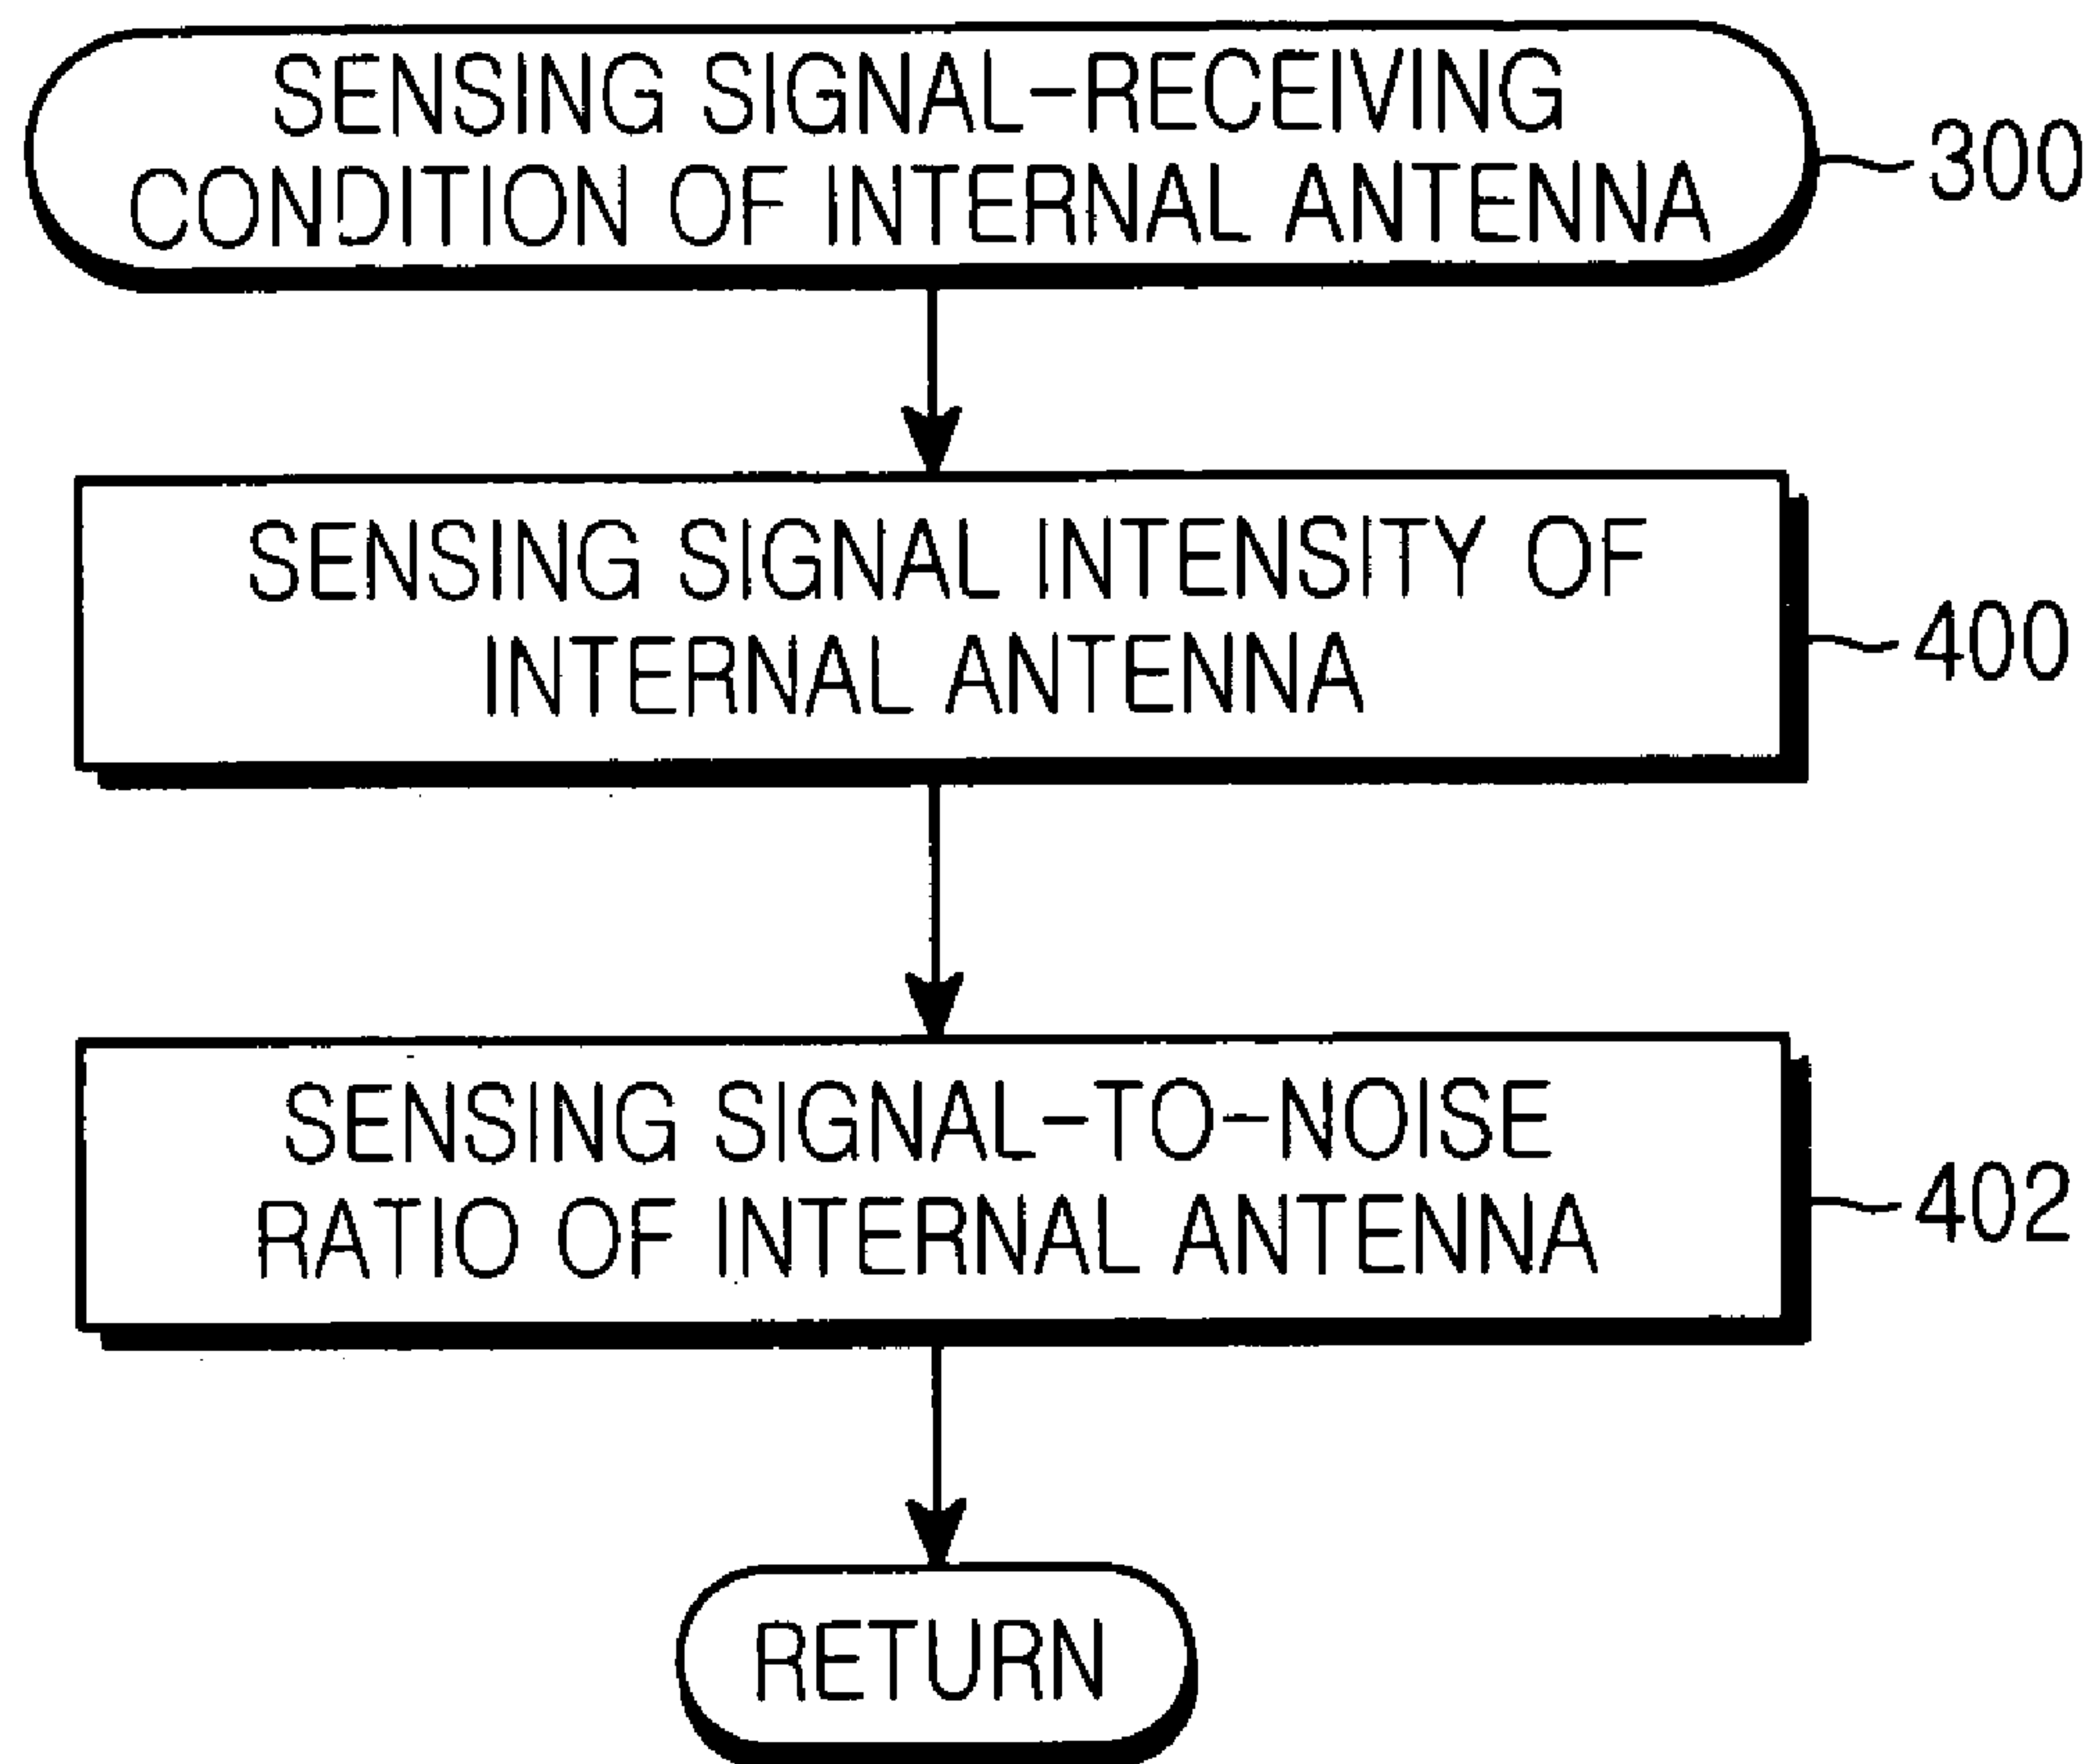 SENSING SIGNAL-RECEIVING
CONDITION OF INTERNAL ANTENNA
300
SENSING SIGNAL INTENSITY OF
INTERNAL ANTENNA
400
SENSING SIGNAL-TO-NOISE
RATIO OF INTERNAL ANTENNA
402
RETURN